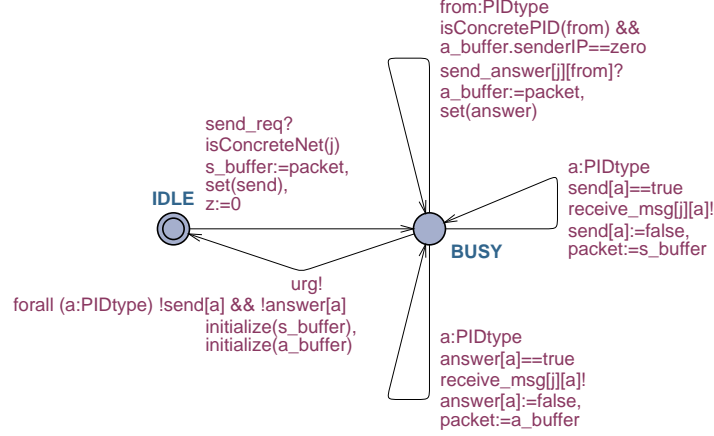 from:PIDtype
isConcretePID(from) &&
a_buffer.senderIP==zero
send_answer[j][from]?
a_buffer:=packet,
set(answer)
send_req?
isConcreteNet(j)
s_buffer:=packet,
set(send),
z:=0
IDLE
a:PIDtype
send[a]==true
receive_msg[j][a]!
send[a]:=false,
packet:=s_buffer
BUSY
urg!
forall (a:PIDtype) !send[a] && !answer[a]
initialize(s_buffer),
initialize(a_buffer)
a:PIDtype
answer[a]==true
receive_msg[j][a]!
answer[a]:=false,
packet:=a_buffer